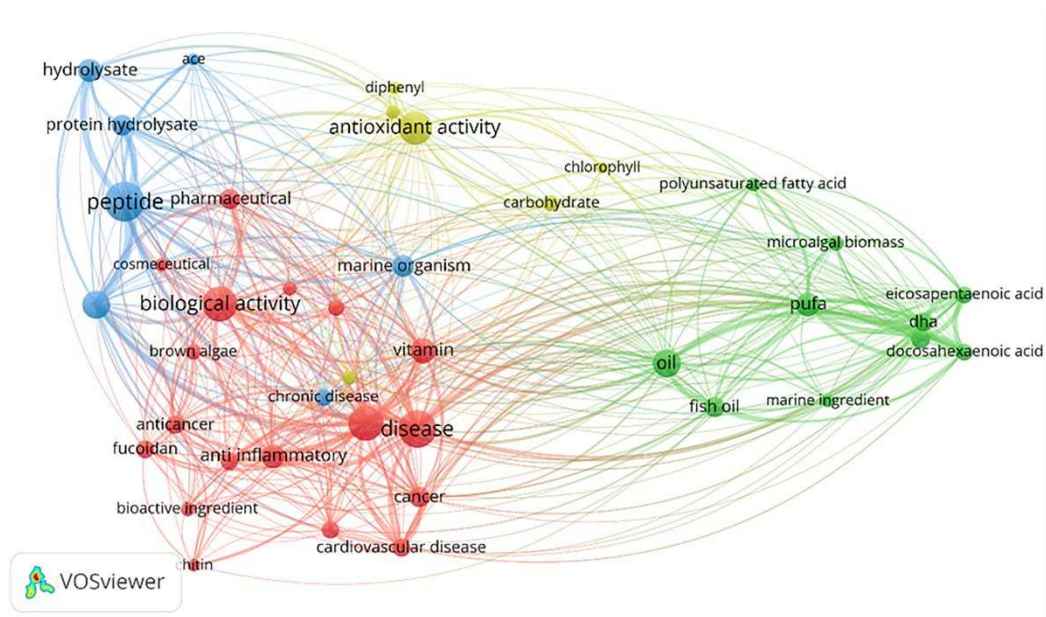 hydrolysate
ace
diphenyl
protein hydrolysate
antioxidant activity
chlorophyll
polyunsaturated fatty acid
peptide
pharmaceutical
carbohydrate
microalgal biomass
cosmeceutical
marine organism
eicosapentaenoic acid
biological activity
pufa
dha
brown algae
vitamin
docosahexaenoic acid
oil
chronic disease
marine ingredient
fish oil
anticancer
disease
fucoidan
anti inflammatory
cancer
bioactive ingredient
cardiovascular disease
chitin
VOSviewer